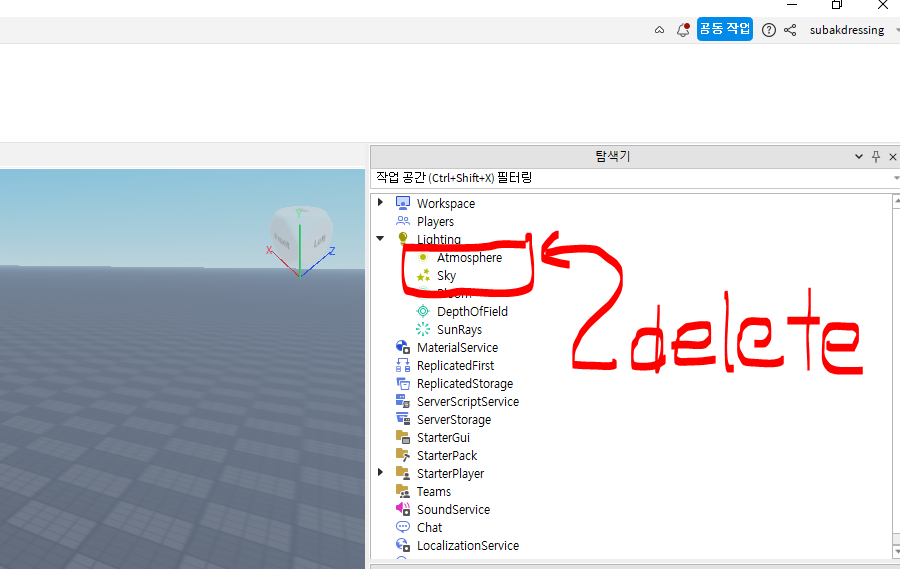 공동 작업
subakdressing
탐색기
작업 공간 (Ctrl+Shift+X) 필터링
Workspace
Players
Lighting
Atmosphere
Sky
Bloom
DepthOfField
SunRays
MaterialService
ReplicatedFirst
ReplicatedStorage
ServerScriptService
ServerStorage
StarterGui
StarterPack
StarterPlayer
Teams
SoundService
Chat
LocalizationService
X
Y
Z
2delete